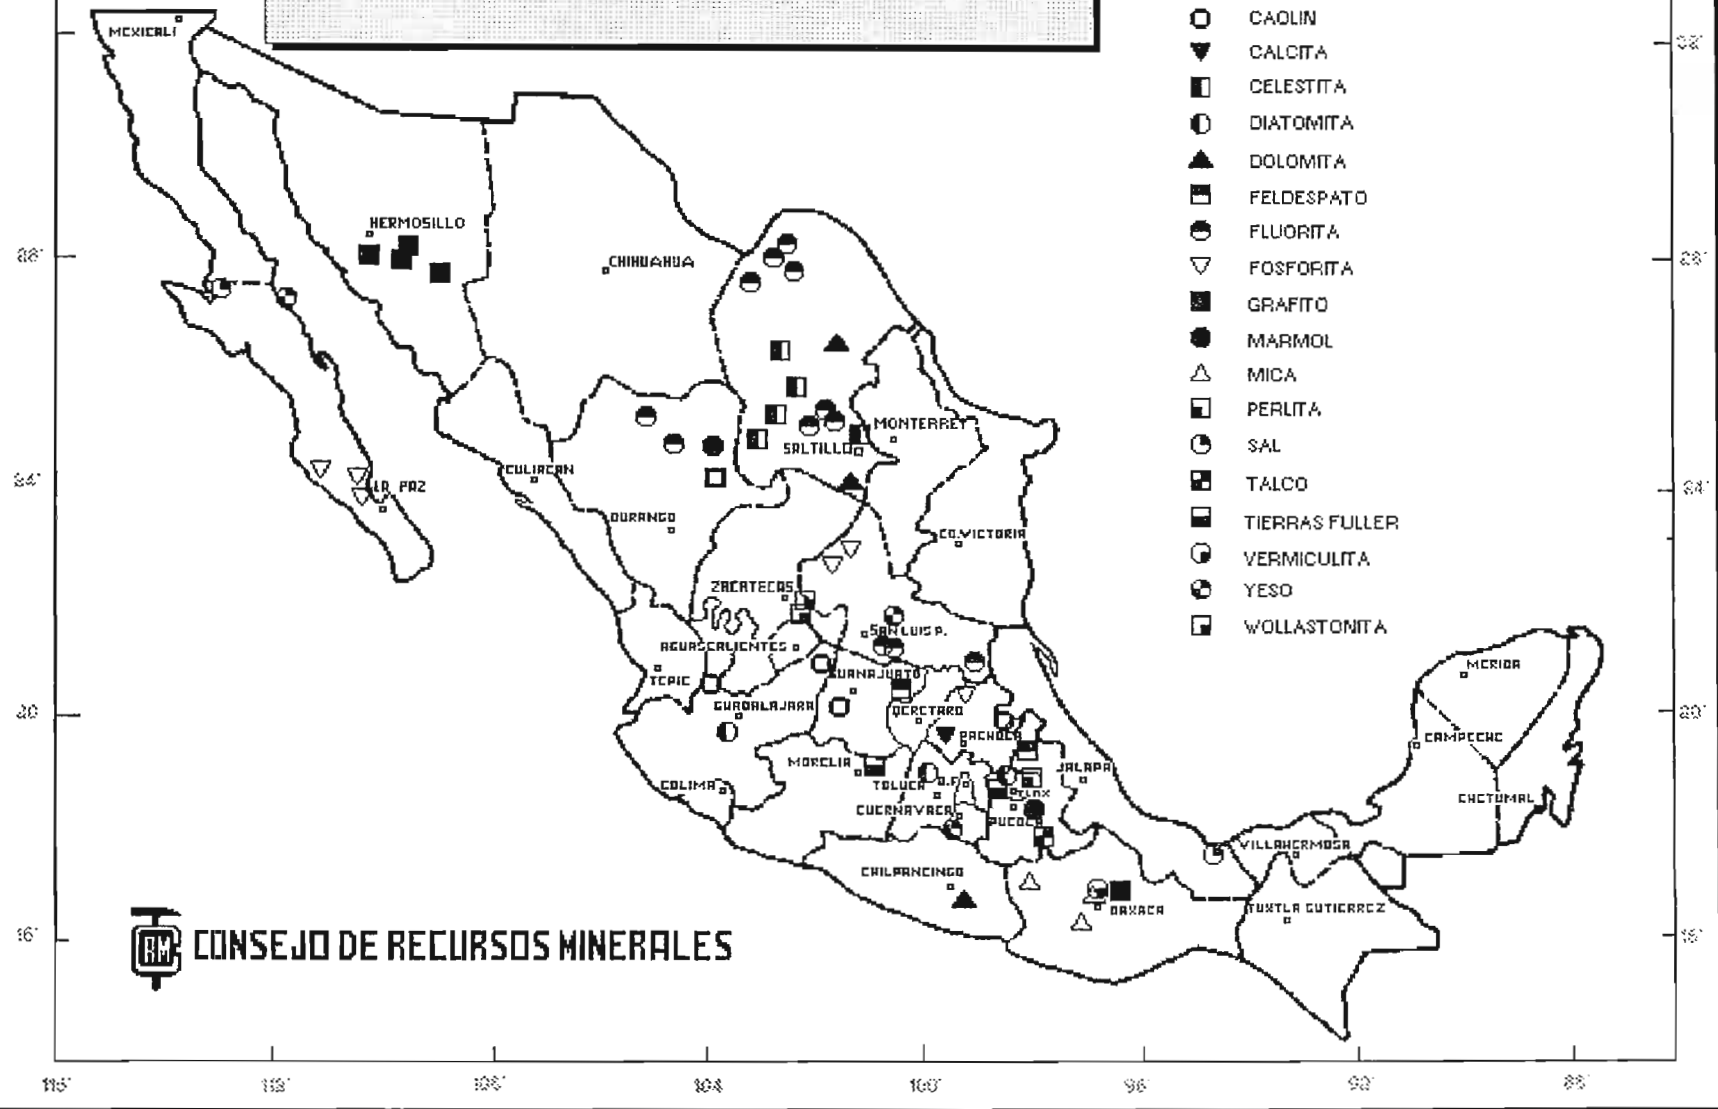 CAOLIN
CALCITA
CELESTITA
DIATOMITA
DOLOMITA
FELDESPATO
FLUORITA
FOSFORITA
GRAFITO
MARMOL
MICA
PERLITA
SAL
TALCO
TIERRAS FULLER
VERMICULITA
YESO
WOLLASTONITA
MEXICALI
HERMOSILLO
CHIHUAHUA
MONTERREY
SALTILLO
CULIACAN
LA PAZ
DURANGO
CD.VICTORIA
ZACATECAS
SAN LUIS P.
AGUASCALIENTES
TEPIC
GUANAJUATO
MERIDA
GUADALAJARA
QERETARO
PACHUCA
CAMPECHE
MORELIA
JALAPA
COLIMA
TOLUCA
D.F.
TLAX
CHETUMAL
CUERNAVACA
PUEBLA
VILLAHERMOSA
CHILPANCINGO
OAXACA
TUXTLA GUTIERREZ
CONSEJO DE RECURSOS MINERALES
104°
100°